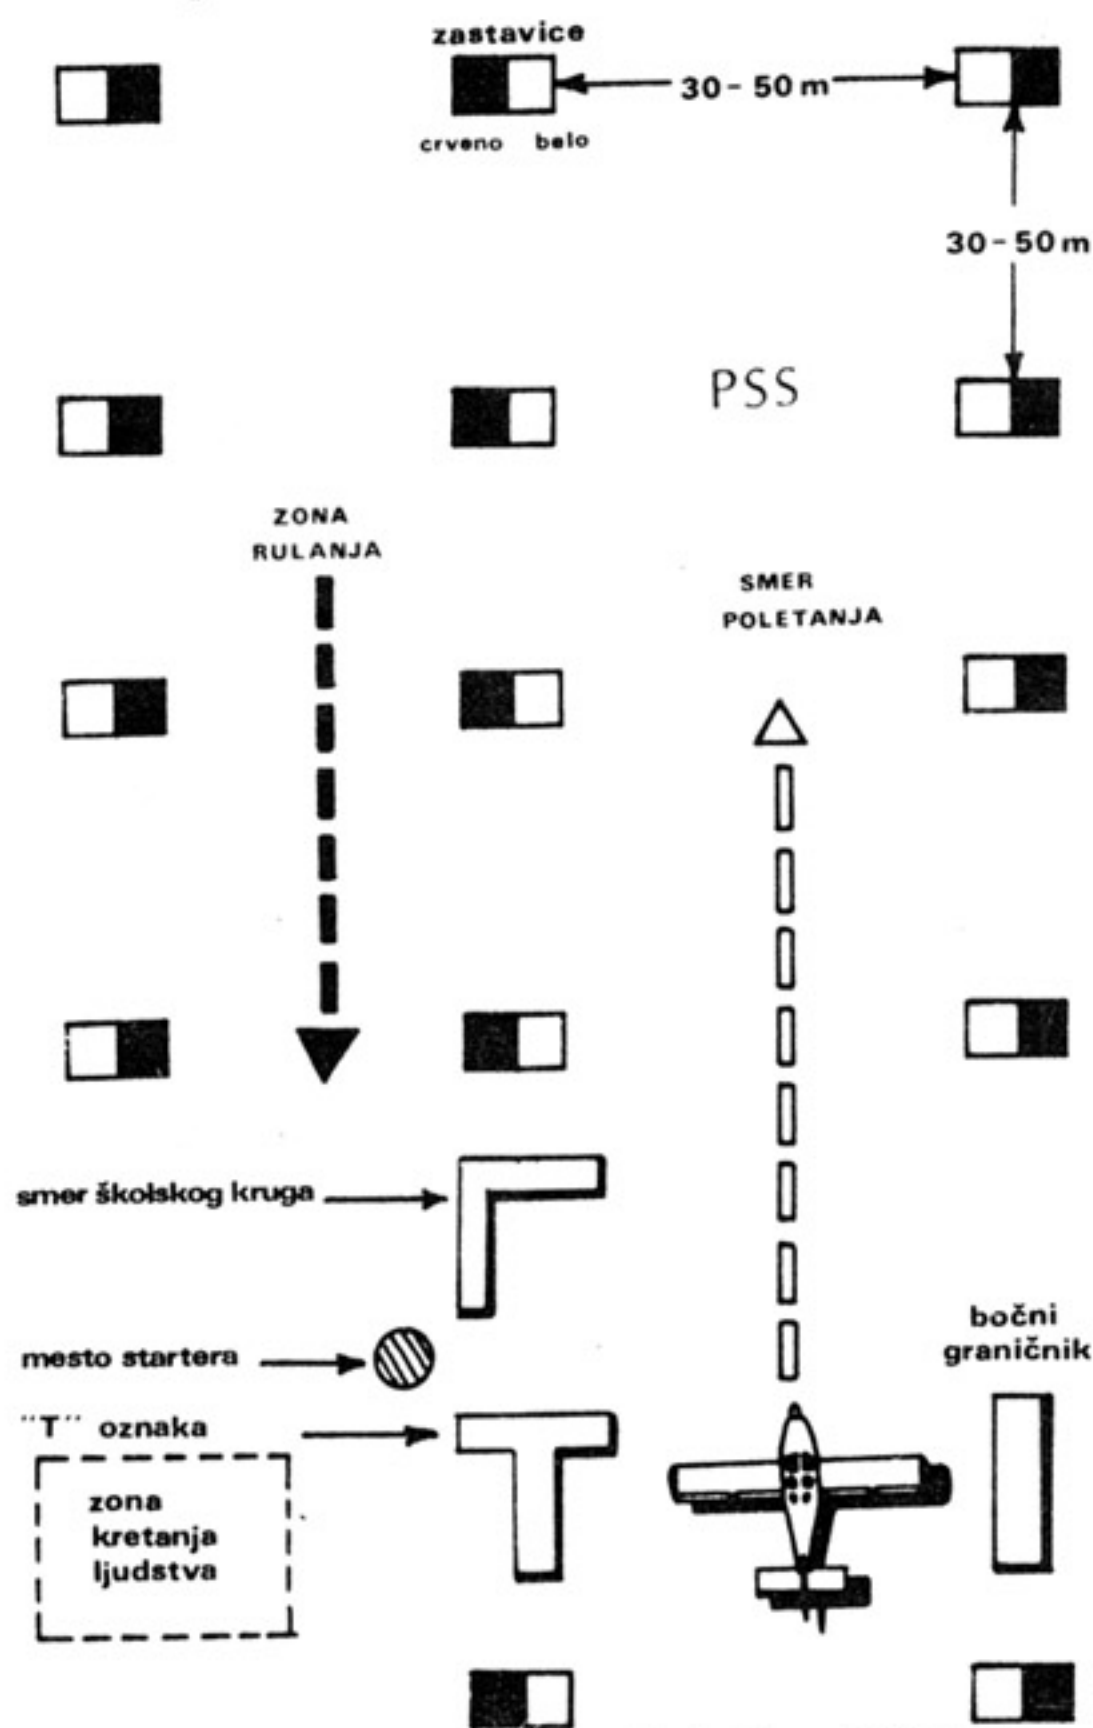 zastavice
30 - 50 m
crveno belo
30 - 50 m
PSS
ZONA
RULANJA
SMER
POLETANJA
smer školskog kruga
mesto startera
bočni
graničnik
"T" oznaka
zona
kretanja
ljudstva